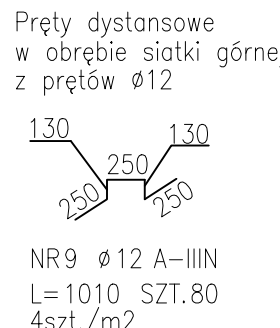 Pręty dystansowe
w obrębie siatki górne
z prętów ø12
130
130
250
250
250
NR9 ø12 A-IIIN
L=1010 SZT.80
4szt./m2